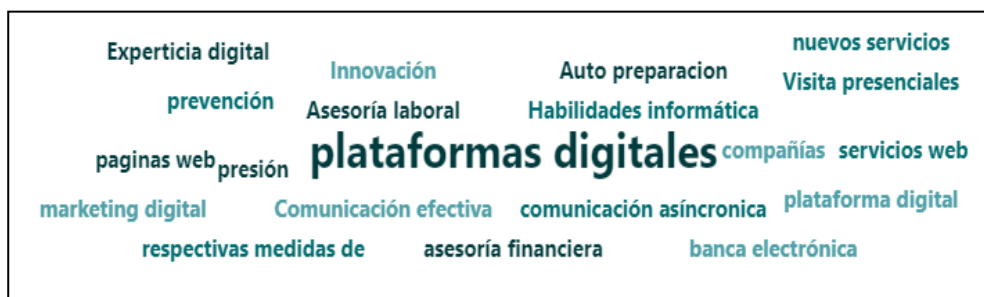 nuevos servicios
Experticia digital
Innovación
Auto preparacion
Visita presenciales
prevención
Asesoría laboral
Habilidades informática
plataformas digitales
compañías
servicios web
paginas web
presión
marketing digital
Comunicación efectiva
comunicación asíncronica
plataforma digital
respectivas medidas de
asesoría financiera
banca electrónica